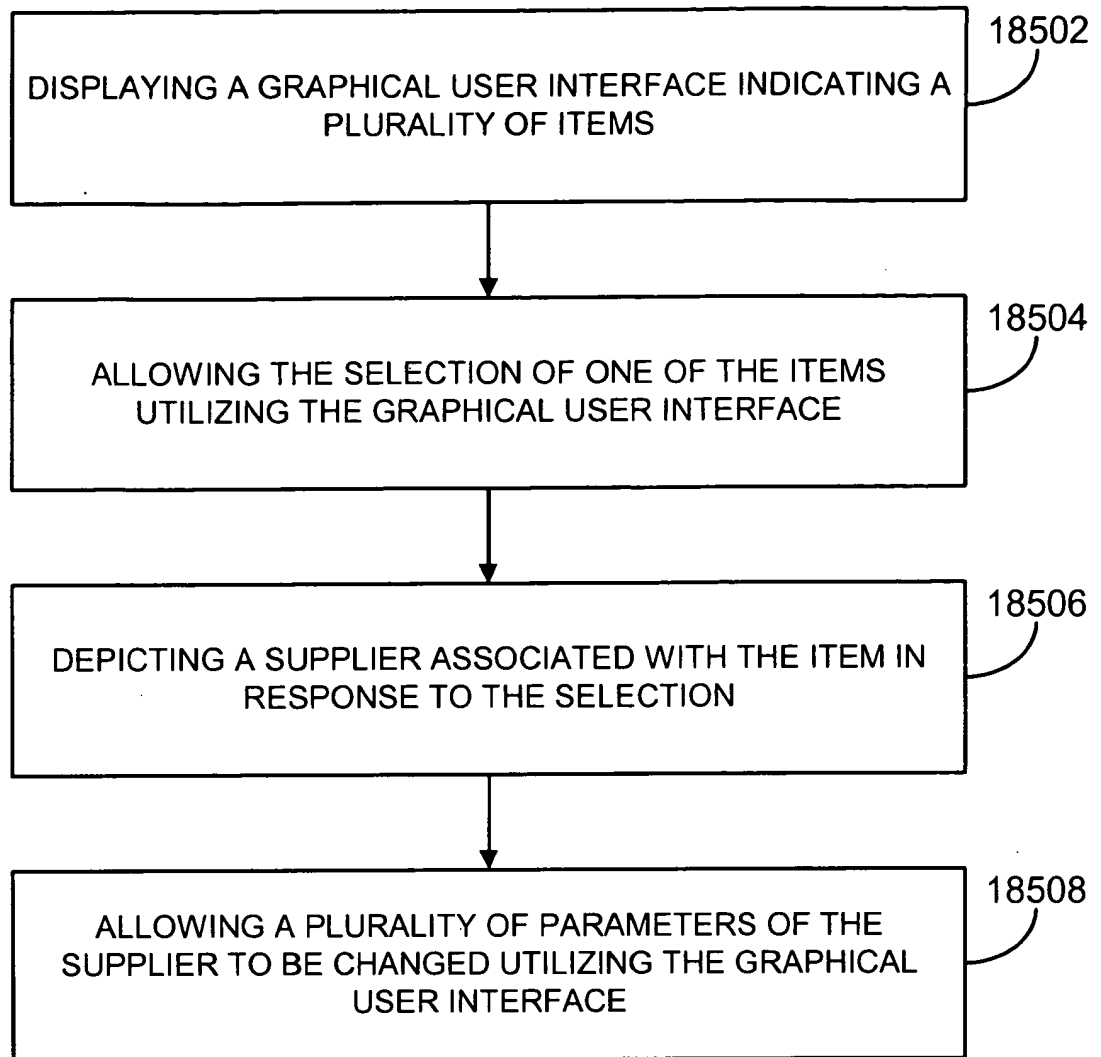 18502
DISPLAYING A GRAPHICAL USER INTERFACE INDICATING A
PLURALITY OF ITEMS
18504
ALLOWING THE SELECTION OF ONE OF THE ITEMS
UTILIZING THE GRAPHICAL USER INTERFACE
18506
DEPICTING A SUPPLIER ASSOCIATED WITH THE ITEM IN
RESPONSE TO THE SELECTION
18508
ALLOWING A PLURALITY OF PARAMETERS OF THE
SUPPLIER TO BE CHANGED UTILIZING THE GRAPHICAL
USER INTERFACE